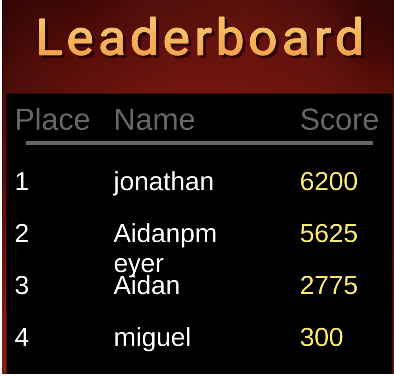 Leaderboard
Place Name Score
1 jonathan 6200
2 Aidanpm 5625
eyer
3 Aidan 2775
4 miguel 300